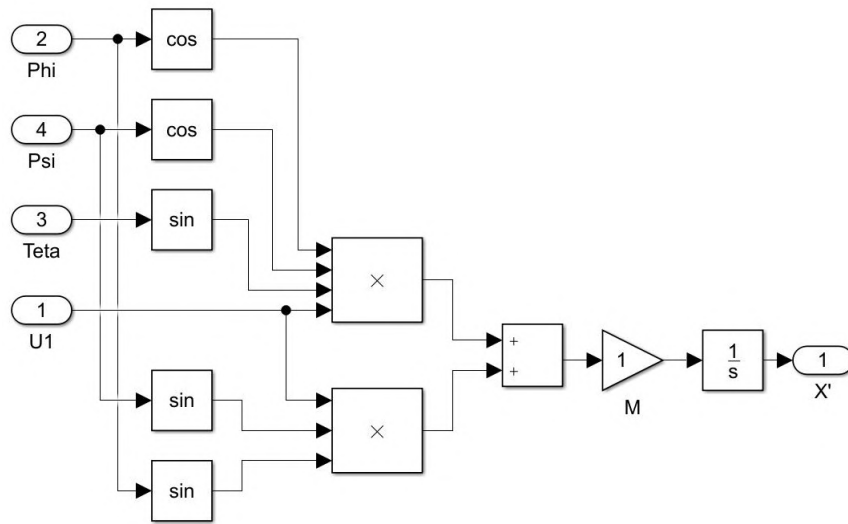 2
Phi
cos
4
Psi
cos
3
Teta
sin
×
1
U1
+
+
1
M
1
s
1
X'
sin
×
sin